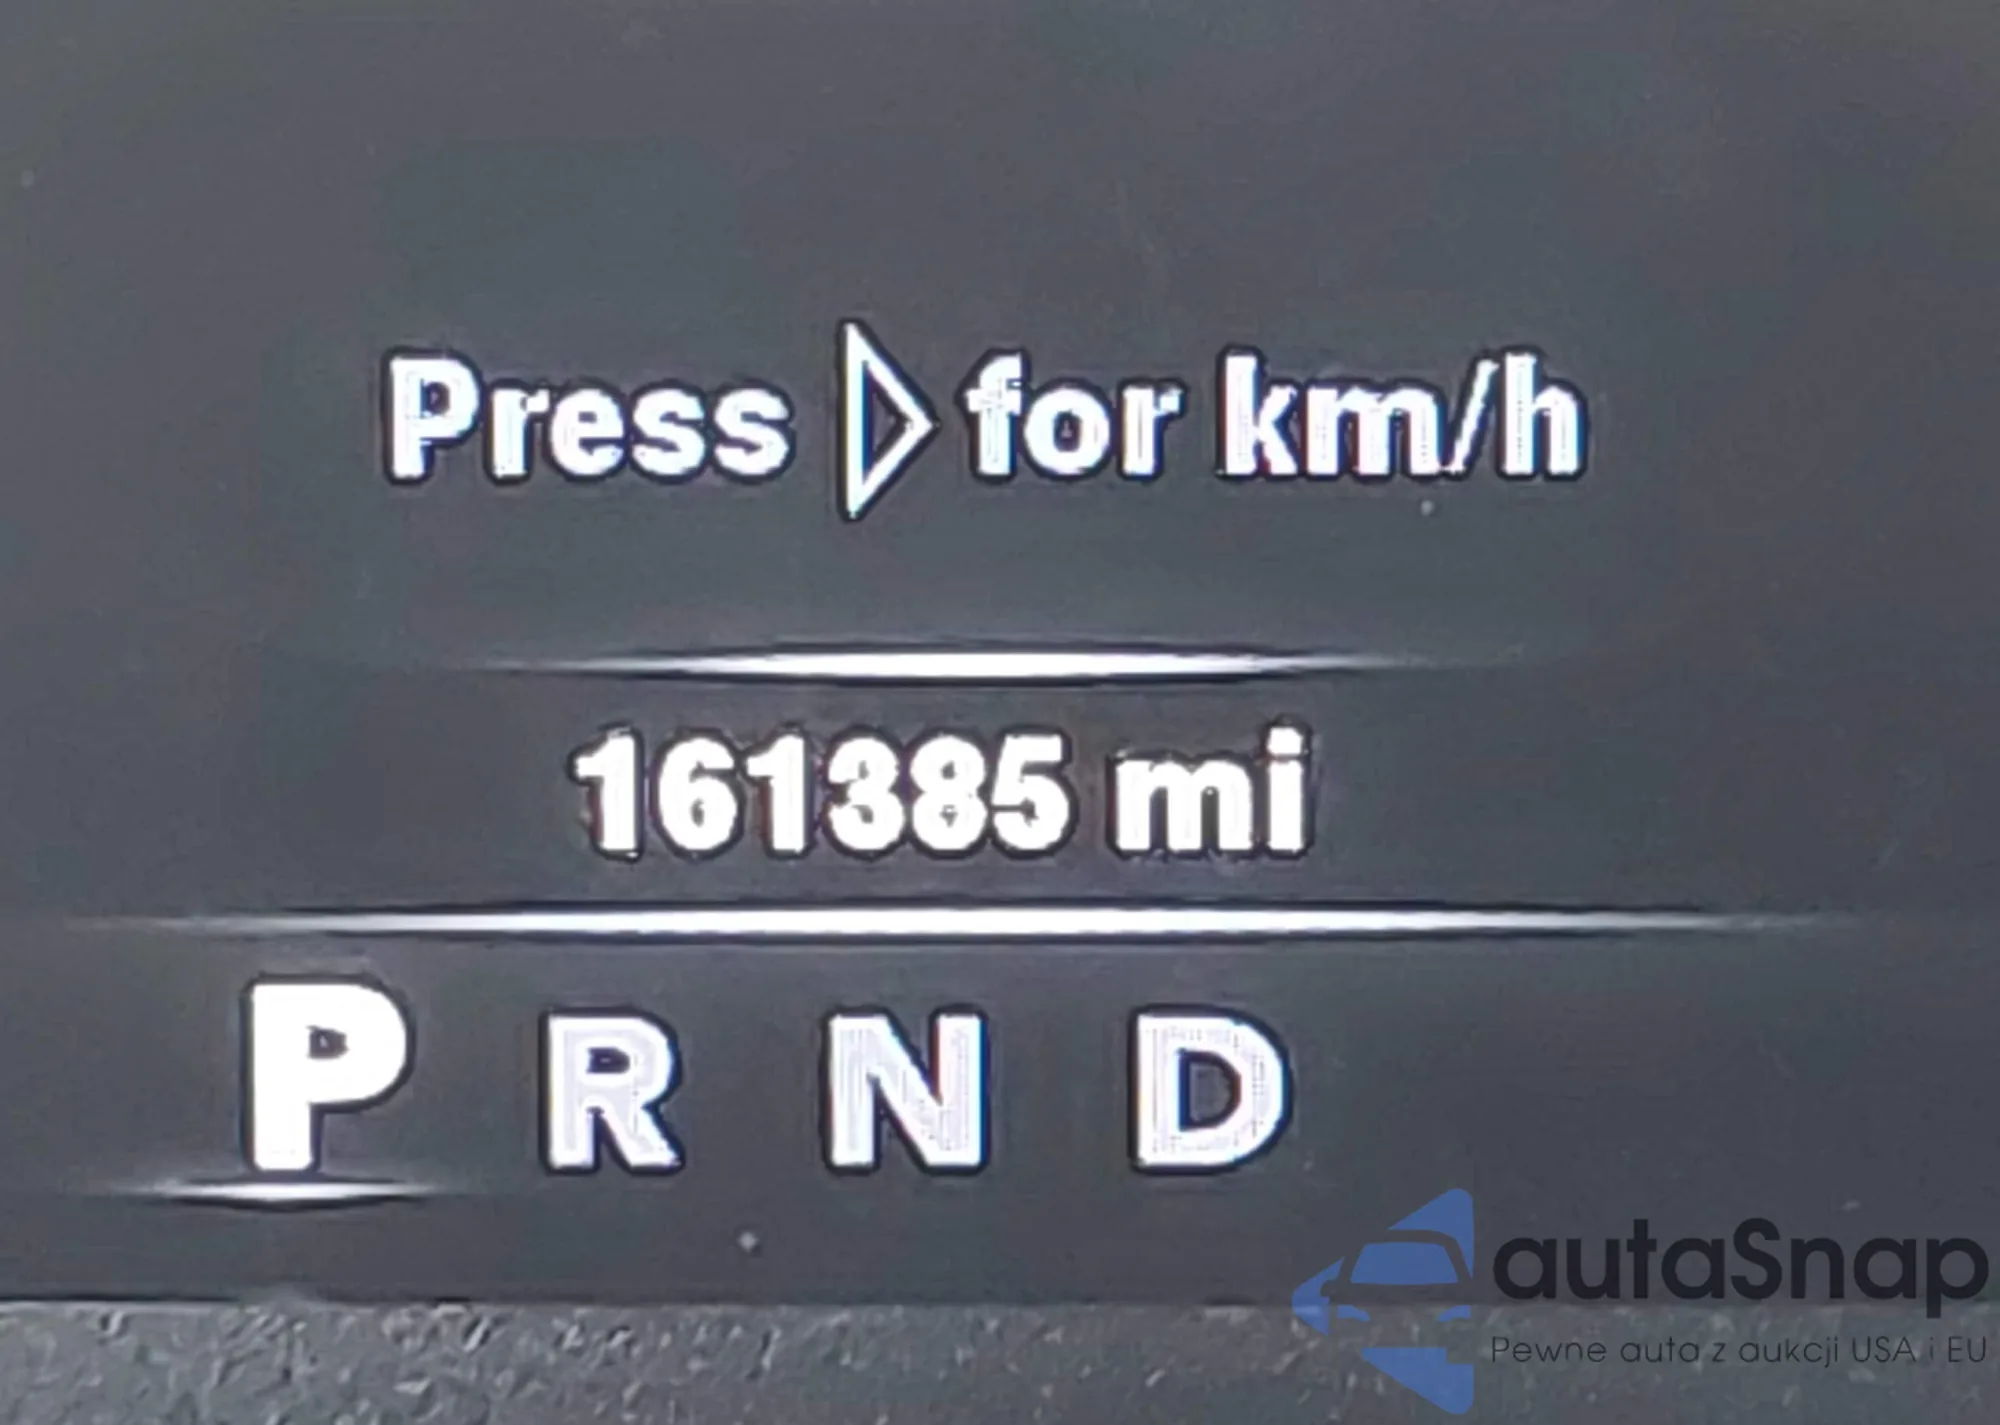 Press ▷ for km/h
161385 mi
P R N D
autaSnap
Pewne auta z aukcji USA i EU